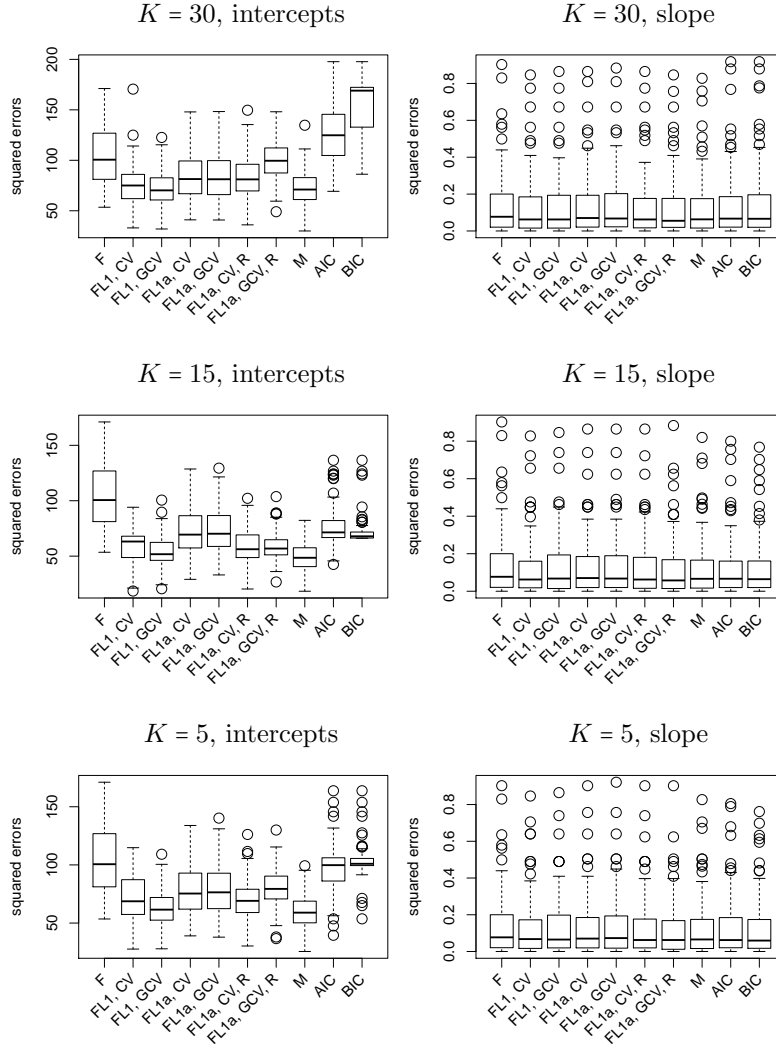 K = 30, intercepts
squared errors
50
100
150
200
F
FL1, CV
FL1, GCV
FL1a, CV
FL1a, GCV
FL1a, CV, R
FL1a, GCV, R
M
AIC
BIC
K = 30, slope
squared errors
0.0
0.2
0.4
0.6
0.8
F
FL1, CV
FL1, GCV
FL1a, CV
FL1a, GCV
FL1a, CV, R
FL1a, GCV, R
M
AIC
BIC
K = 15, intercepts
squared errors
50
100
150
F
FL1, CV
FL1, GCV
FL1a, CV
FL1a, GCV
FL1a, CV, R
FL1a, GCV, R
M
AIC
BIC
K = 15, slope
squared errors
0.0
0.2
0.4
0.6
0.8
F
FL1, CV
FL1, GCV
FL1a, CV
FL1a, GCV
FL1a, CV, R
FL1a, GCV, R
M
AIC
BIC
K = 5, intercepts
squared errors
50
100
150
F
FL1, CV
FL1, GCV
FL1a, CV
FL1a, GCV
FL1a, CV, R
FL1a, GCV, R
M
AIC
BIC
K = 5, slope
squared errors
0.0
0.2
0.4
0.6
0.8
F
FL1, CV
FL1, GCV
FL1a, CV
FL1a, GCV
FL1a, CV, R
FL1a, GCV, R
M
AIC
BIC